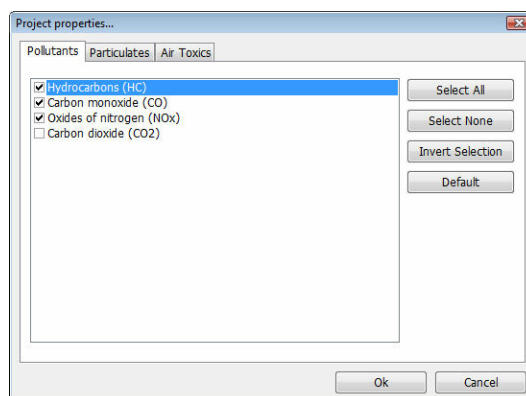 Project properties...
Pollutants Particulates Air Toxics
Hydrocarbons (HC)
Carbon monoxide (CO)
Oxides of nitrogen (NOx)
Carbon dioxide (CO2)
Select All
Select None
Invert Selection
Default
Ok Cancel